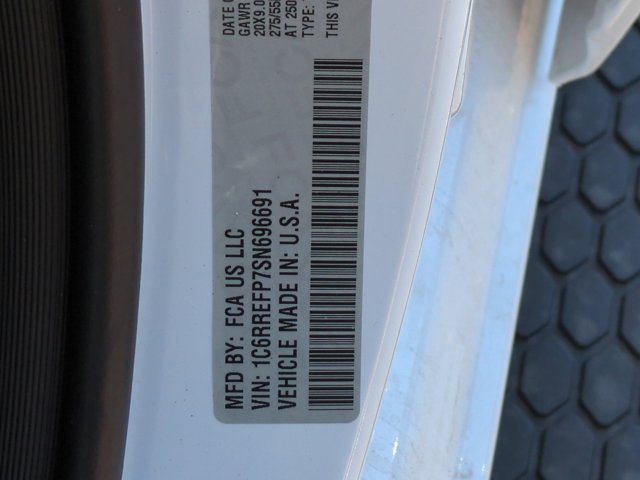 MFD BY: FCA US LLC
VIN: 1C6RREFP7SN696691
VEHICLE MADE IN: U.S.A.
DATE O
GAWR
20X9.0
275/55
AT 250
TYPE:
THIS V